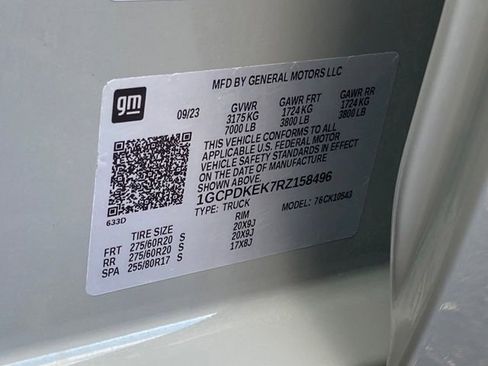 MFD BY GENERAL MOTORS LLC
gm
09/23 GVWR GAWR FRT GAWR RR
3175 KG 1724 KG 1724 KG
7000 LB 3800 LB 3800 LB
THIS VEHICLE CONFORMS TO ALL
APPLICABLE U.S. FEDERAL MOTOR
VEHICLE SAFETY STANDARDS IN EFFECT
ON THE DATE OF MANUFACTURE
SHOWN ABOVE.
1GCPDKEK7RZ158496
TYPE: TRUCK MODEL: 76CK10543
633D
TIRE SIZE RIM
FRT 275/60R20 S 20X9J
RR 275/60R20 S 20X9J
SPA 255/80R17 S 17X8J